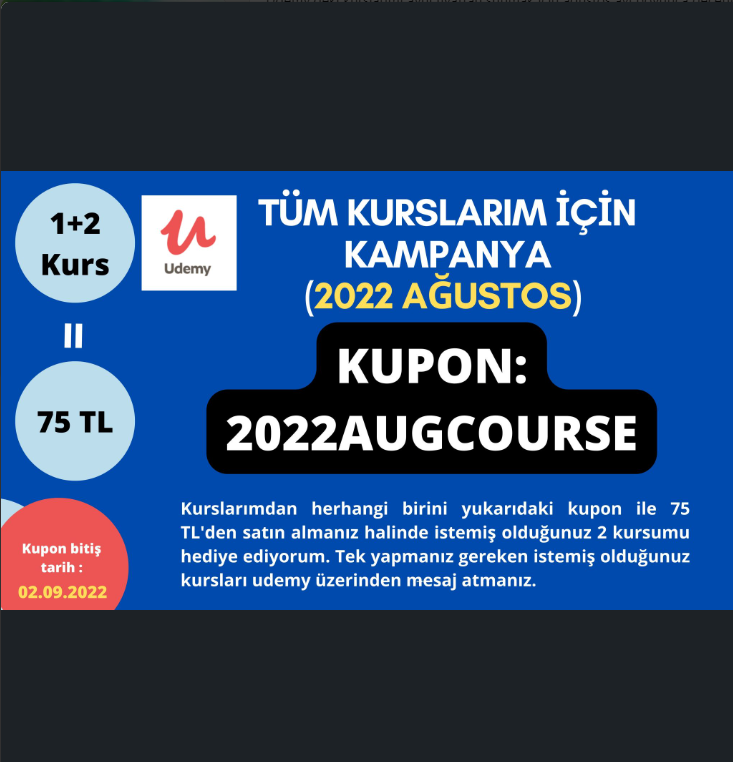 1+2
Kurs
=
75 TL
Kupon bitiş
tarih :
02.09.2022
Udemy
TÜM KURSLARIM İÇİN
KAMPANYA
(2022 AĞUSTOS)
KUPON:
2022AUGCOURSE
Kurslarımdan herhangi birini yukarıdaki kupon ile 75
TL'den satın almanız halinde istemiş olduğunuz 2 kursumu
hediye ediyorum. Tek yapmanız gereken istemiş olduğunuz
kursları udemy üzerinden mesaj atmanız.